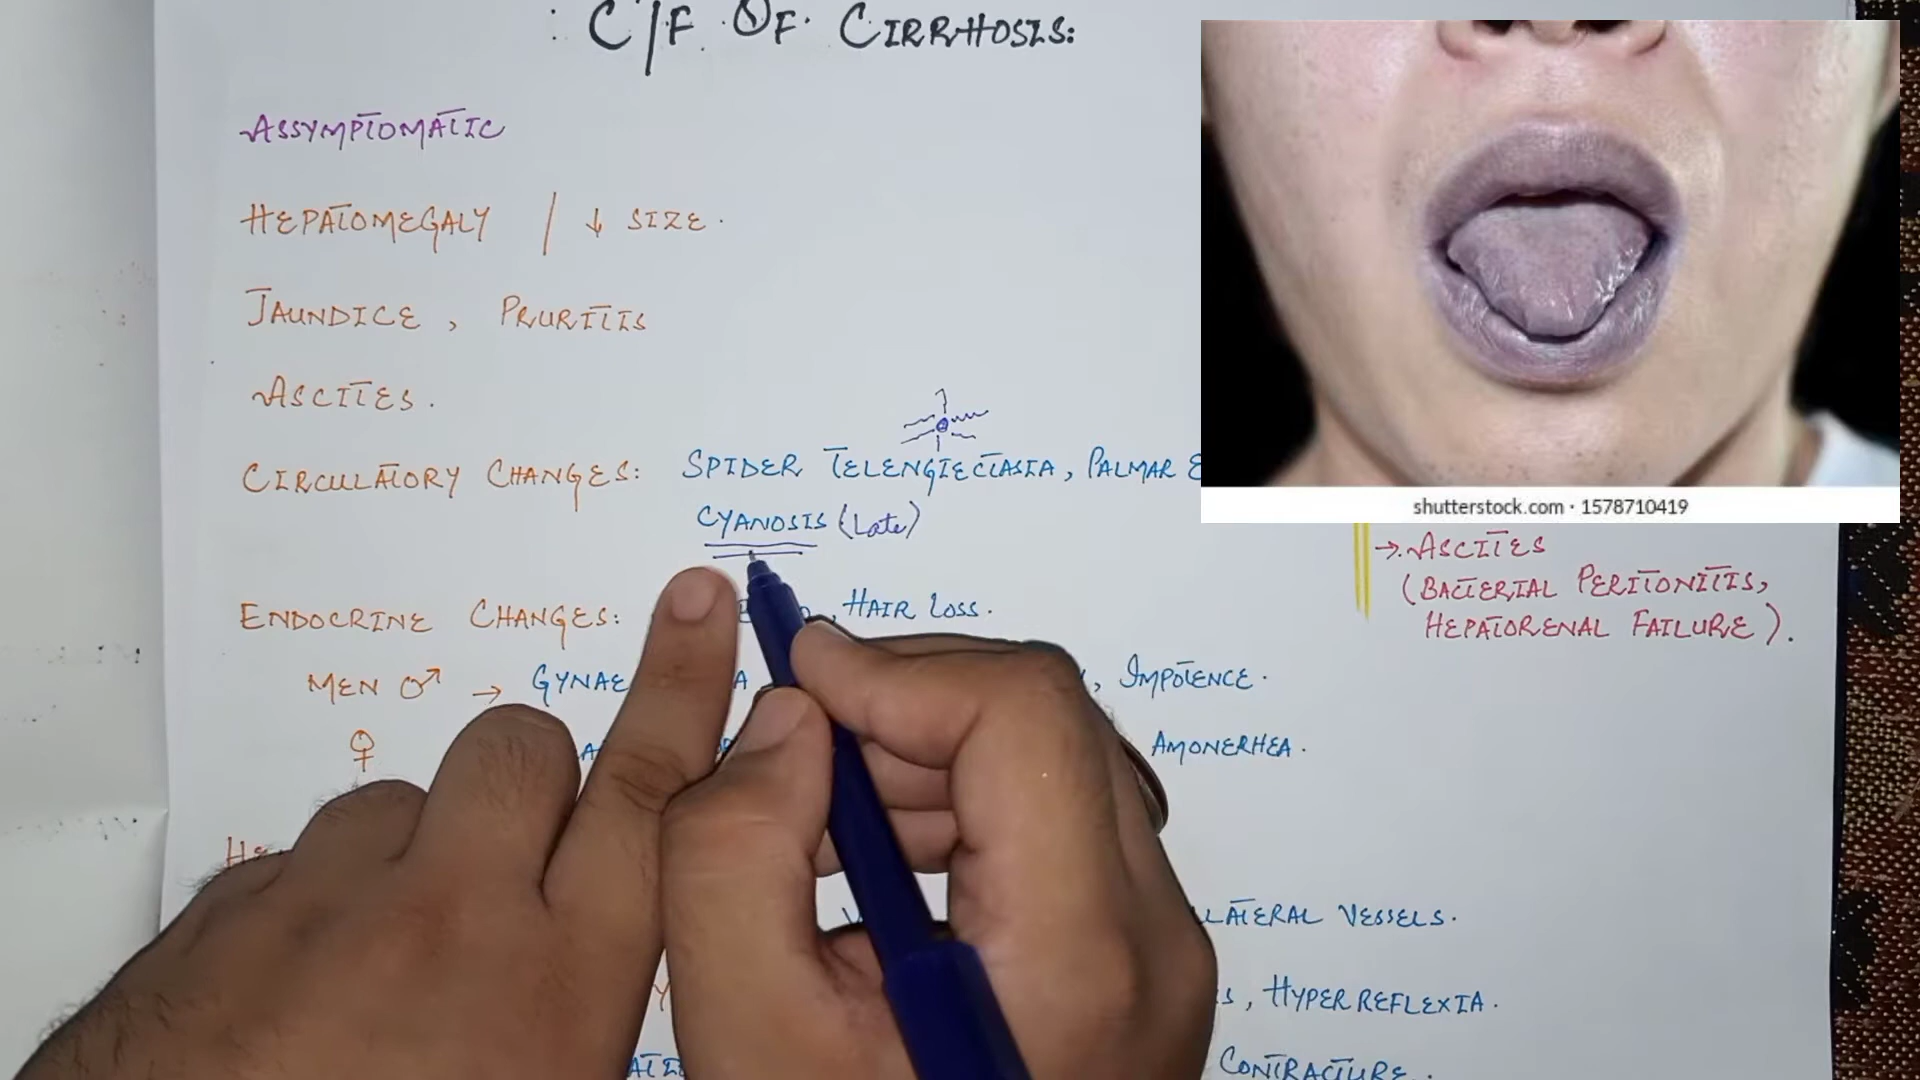 C/F OF CIRRHOSIS:
ASSYMPTOMATIC
HEPATOMEGALY / ↓ SIZE.
JAUNDICE, PRURITIS
ASCITES.
CIRCULATORY CHANGES: SPIDER TELENGIECTASIA, PALMAR E
CYANOSIS (Late)
ENDOCRINE CHANGES: , HAIR LOSS.
MEN ♂ → GYNAE A , IMPOTENCE.
♀ AMONERHEA.
LATERAL VESSELS.
, HYPERREFLEXIA.
CONTRACTURE.
shutterstock.com · 1578710419
→ ASCITES
(BACTERIAL PERITONITIS,
HEPATORENAL FAILURE).